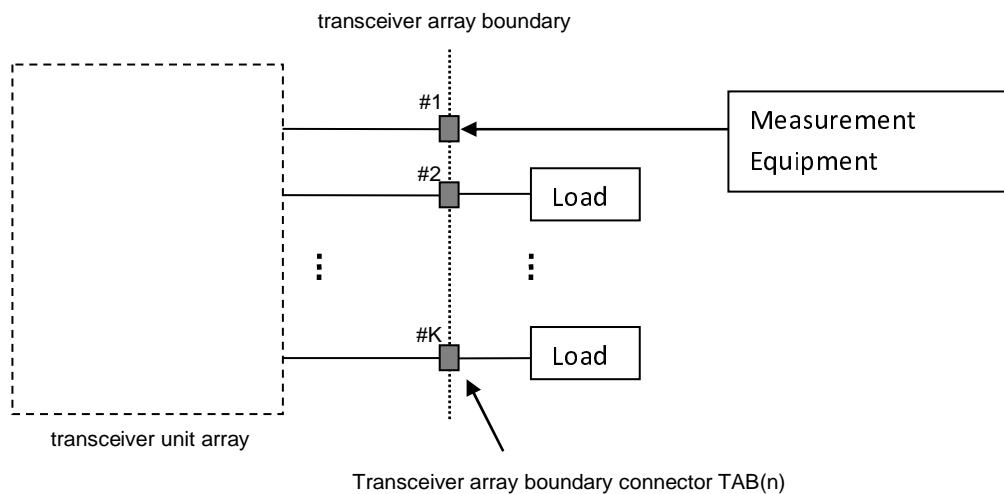 transceiver array boundary
#1
Measurement
Equipment
#2
Load
#K
Load
transceiver unit array
Transceiver array boundary connector TAB(n)